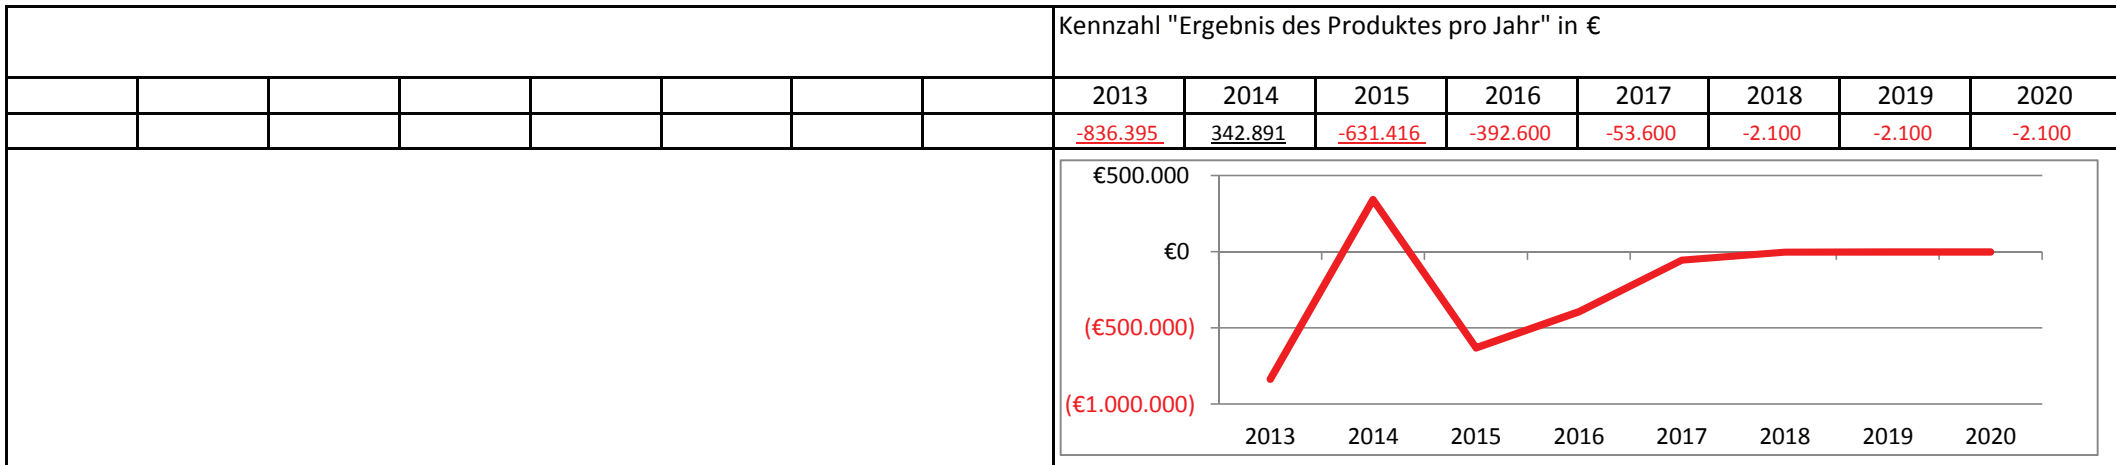 Kennzahl "Ergebnis des Produktes pro Jahr" in €
2013 2014 2015 2016 2017 2018 2019 2020
-836.395 342.891 -631.416 -392.600 -53.600 -2.100 -2.100 -2.100
€500.000
€0
(€500.000)
(€1.000.000)
2013 2014 2015 2016 2017 2018 2019 2020